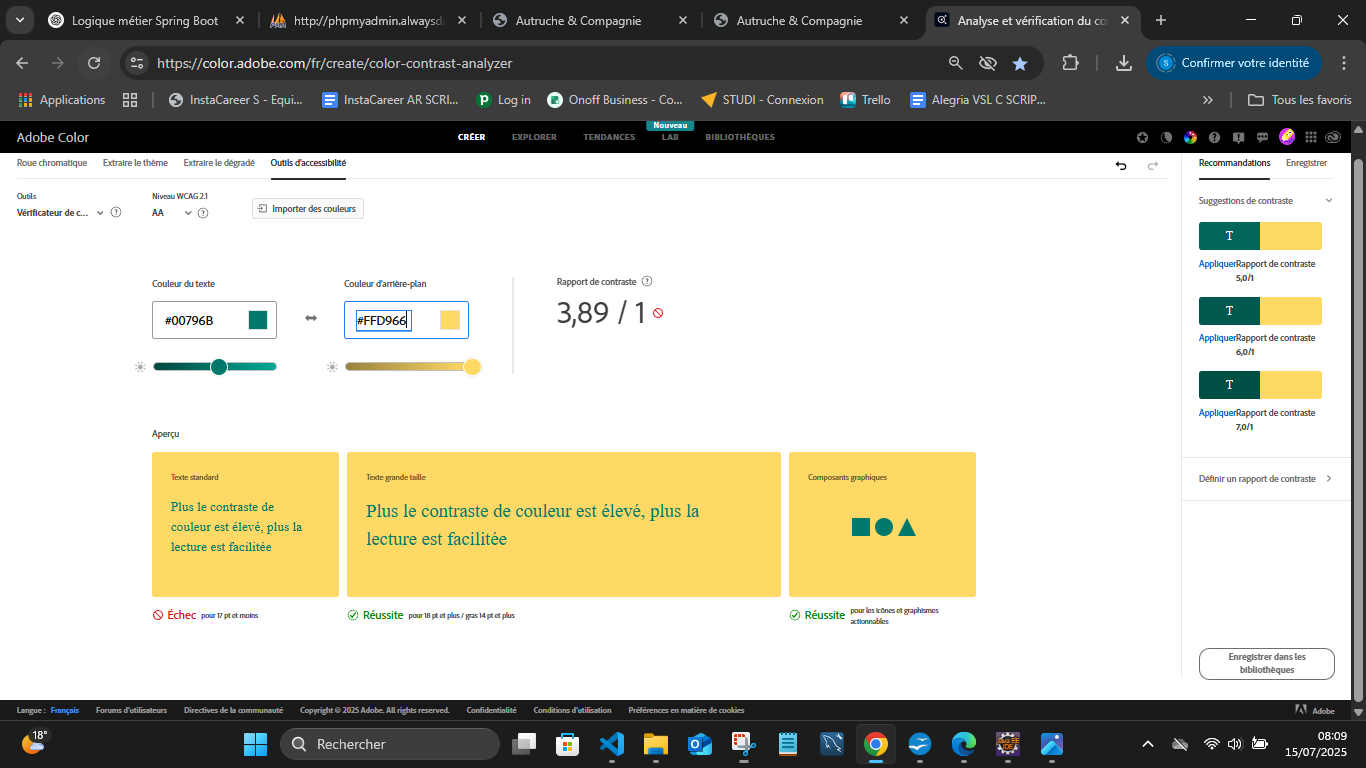 Logique métier Spring Boot
http://phpmyadmin.alwaysda
Autruche & Compagnie
Autruche & Compagnie
Analyse et vérification du co
https://color.adobe.com/fr/create/color-contrast-analyzer
S
Confirmer votre identité
Applications
InstaCareer S - Equi...
InstaCareer AR SCRI...
Log in
Onoff Business - Co...
STUDI - Connexion
Trello
Alegria VSL C SCRIP...
Tous les favoris
Adobe Color
Nouveau
CRÉER
EXPLORER
TENDANCES
LAB
BIBLIOTHÈQUES
Roue chromatique
Extraire le thème
Extraire le dégradé
Outils d'accessibilité
Recommandations
Enregistrer
Outils
Niveau WCAG 2.1
Vérificateur de c...
AA
Importer des couleurs
Suggestions de contraste
T
Appliquer Rapport de contraste
5,0/1
T
Appliquer Rapport de contraste
6,0/1
T
Appliquer Rapport de contraste
7,0/1
Définir un rapport de contraste
Couleur du texte
Couleur d'arrière-plan
Rapport de contraste
#00796B
#FFD966
3,89 / 1
Aperçu
Texte standard
Plus le contraste de
couleur est élevé, plus la
lecture est facilitée
Texte grande taille
Plus le contraste de couleur est élevé, plus la
lecture est facilitée
Composants graphiques
Échec pour 17 pt et moins
Réussite pour 18 pt et plus / gras 14 pt et plus
Réussite pour les icônes et graphismes
actionnables
Enregistrer dans les
bibliothèques
Langue : Français
Forums d'utilisateurs
Directives de la communauté
Copyright © 2025 Adobe. All rights reserved.
Confidentialité
Conditions d'utilisation
Préférences en matière de cookies
Adobe
18°
Rechercher
08:09
15/07/2025